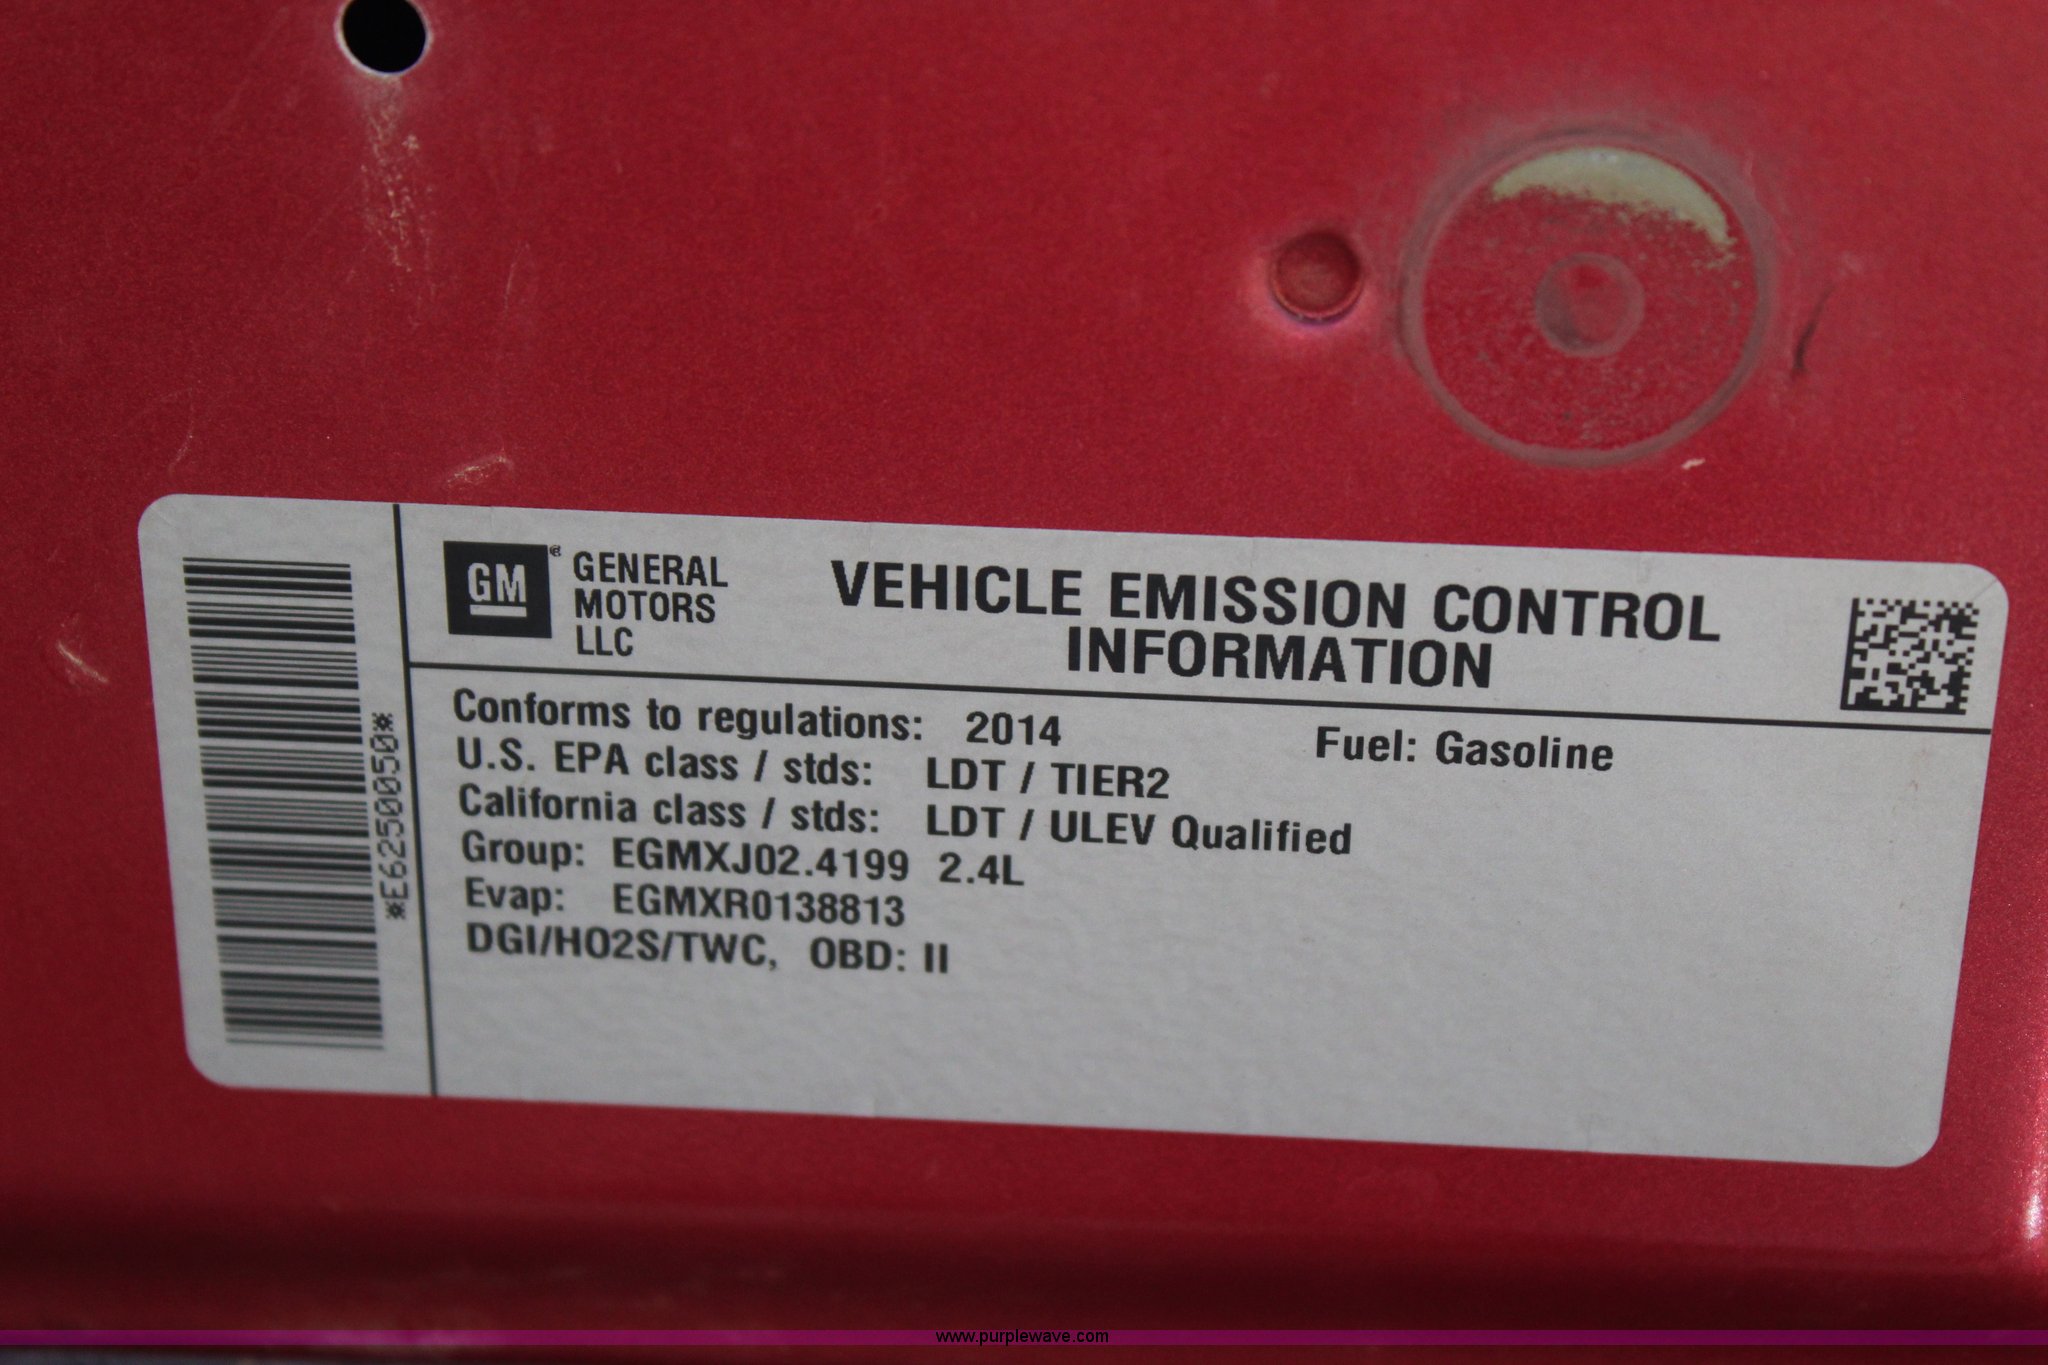 GM®
GENERAL
MOTORS
LLC
VEHICLE EMISSION CONTROL
INFORMATION
*E6250050*
Conforms to regulations: 2014
Fuel: Gasoline
U.S. EPA class / stds: LDT / TIER2
California class / stds: LDT / ULEV Qualified
Group: EGMXJ02.4199 2.4L
Evap: EGMXR0138813
DGI/HO2S/TWC, OBD: II
www.purplewave.com